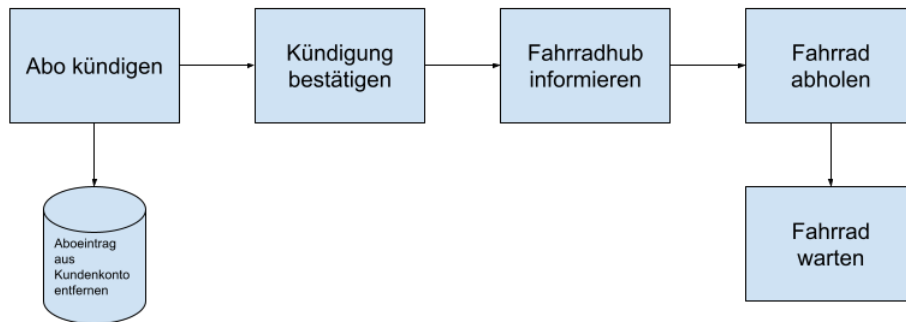 Abo kündigen
Kündigung
bestätigen
Fahrradhub
informieren
Fahrrad
abholen
Aboeintrag
aus
Kundenkonto
entfernen
Fahrrad
warten